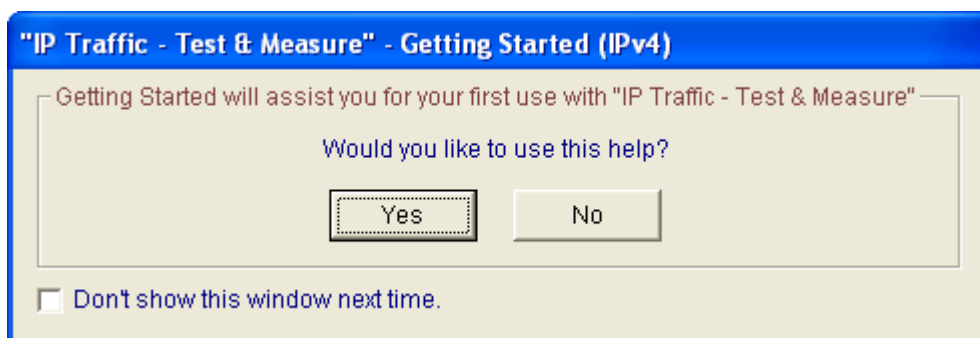 "IP Traffic - Test & Measure" - Getting Started (IPv4)
Getting Started will assist you for your first use with "IP Traffic - Test & Measure"
Would you like to use this help?
Yes No
Don't show this window next time.